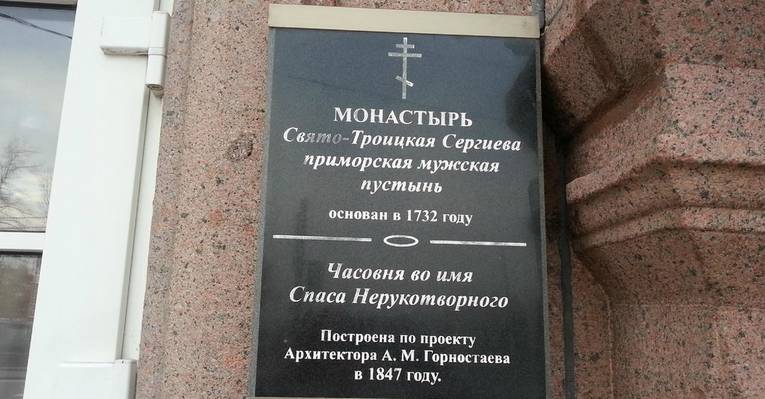 МОНАСТЫРЬ
Свято-Троицкая Сергиева
приморская мужская
пустынь
основан в 1732 году
Часовня во имя
Спаса Нерукотворного
Построена по проекту
Архитектора А. М. Горностаева
в 1847 году.